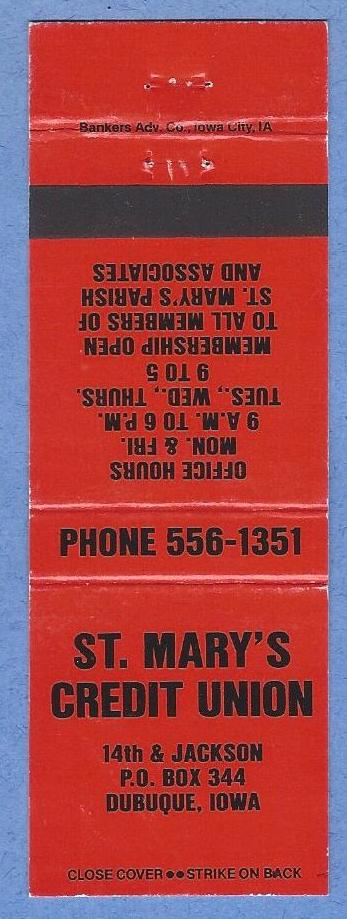 Bankers Adv. Co., Iowa City, IA
OFFICE HOURS
MON. & FRI.
9 A.M. TO 6 P.M.
TUES., WED., THURS.
9 TO 5
MEMBERSHIP OPEN
TO ALL MEMBERS OF
ST. MARY'S PARISH
AND ASSOCIATES
PHONE 556-1351
ST. MARY'S
CREDIT UNION
14th & JACKSON
P.O. BOX 344
DUBUQUE, IOWA
CLOSE COVER ●● STRIKE ON BACK